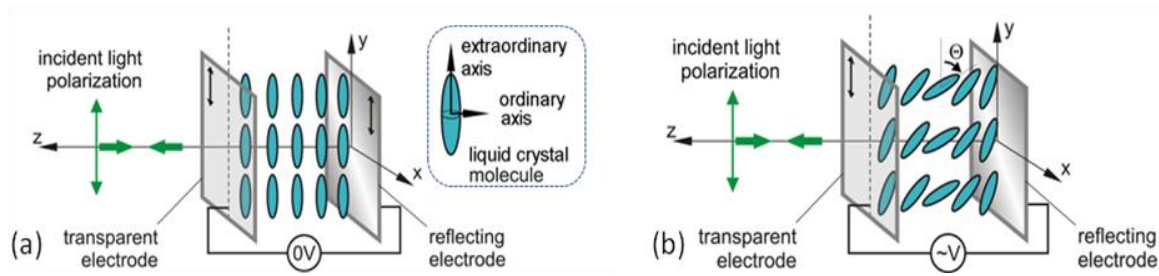 (a)
incident light
polarization
z
y
x
transparent
electrode
0V
reflecting
electrode
extraordinary
axis
ordinary
axis
liquid crystal
molecule
(b)
incident light
polarization
z
y
x
Θ
transparent
electrode
~V
reflecting
electrode